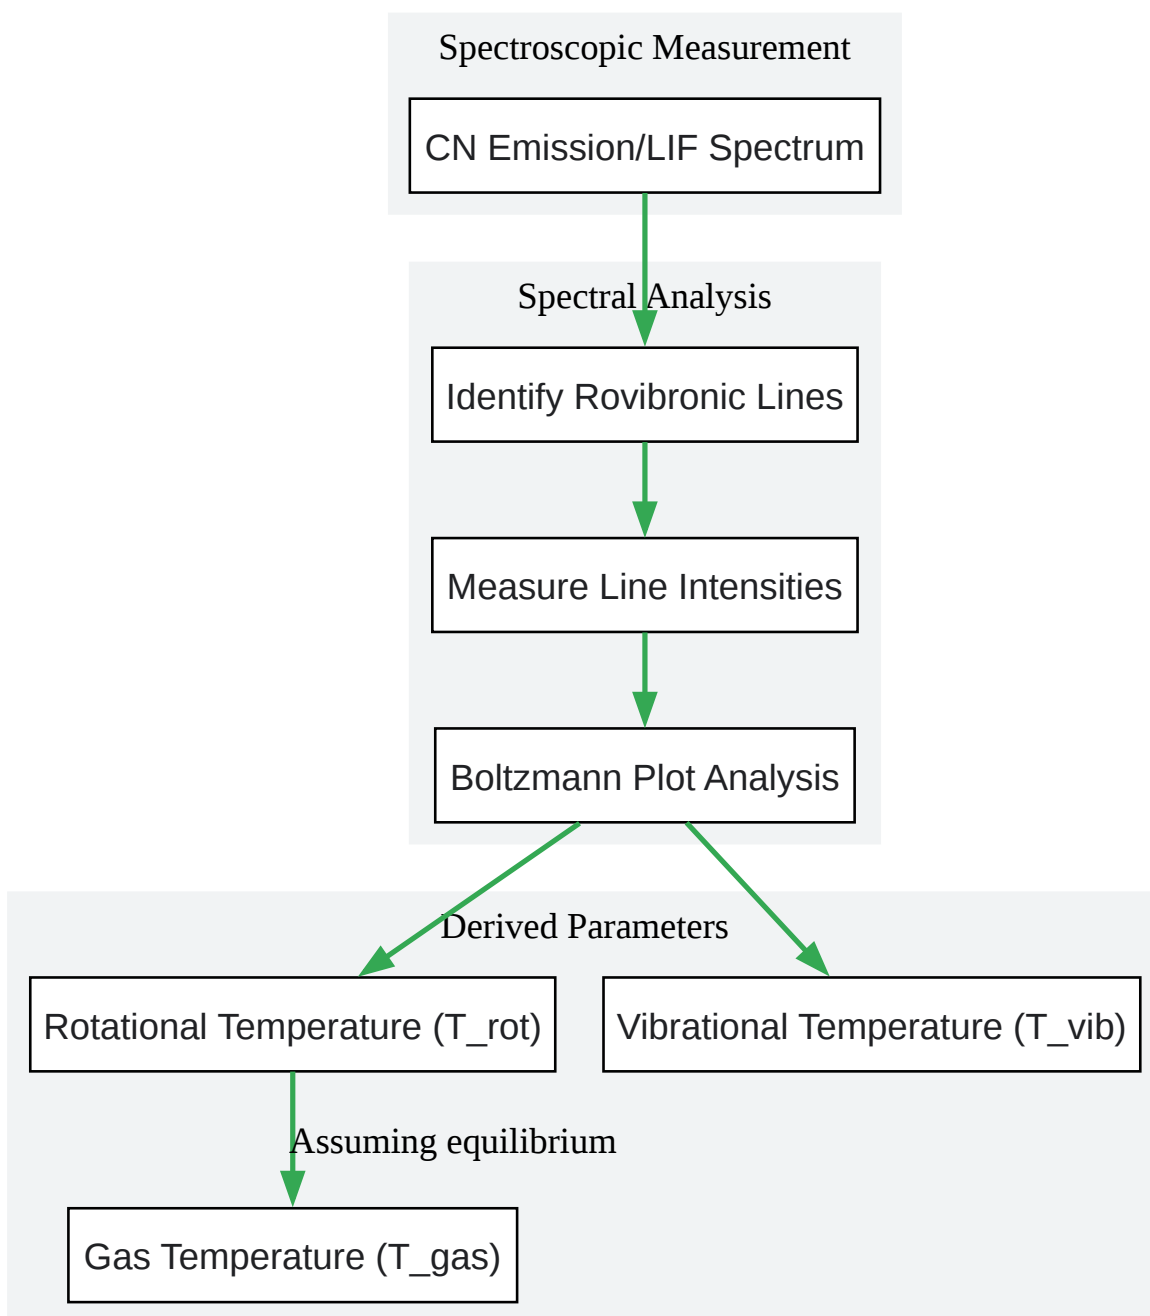 Spectroscopic Measurement
CN Emission/LIF Spectrum
Spectral Analysis
Identify Rovibronic Lines
Measure Line Intensities
Boltzmann Plot Analysis
Derived Parameters
Rotational Temperature (T_rot)
Vibrational Temperature (T_vib)
Assuming equilibrium
Gas Temperature (T_gas)